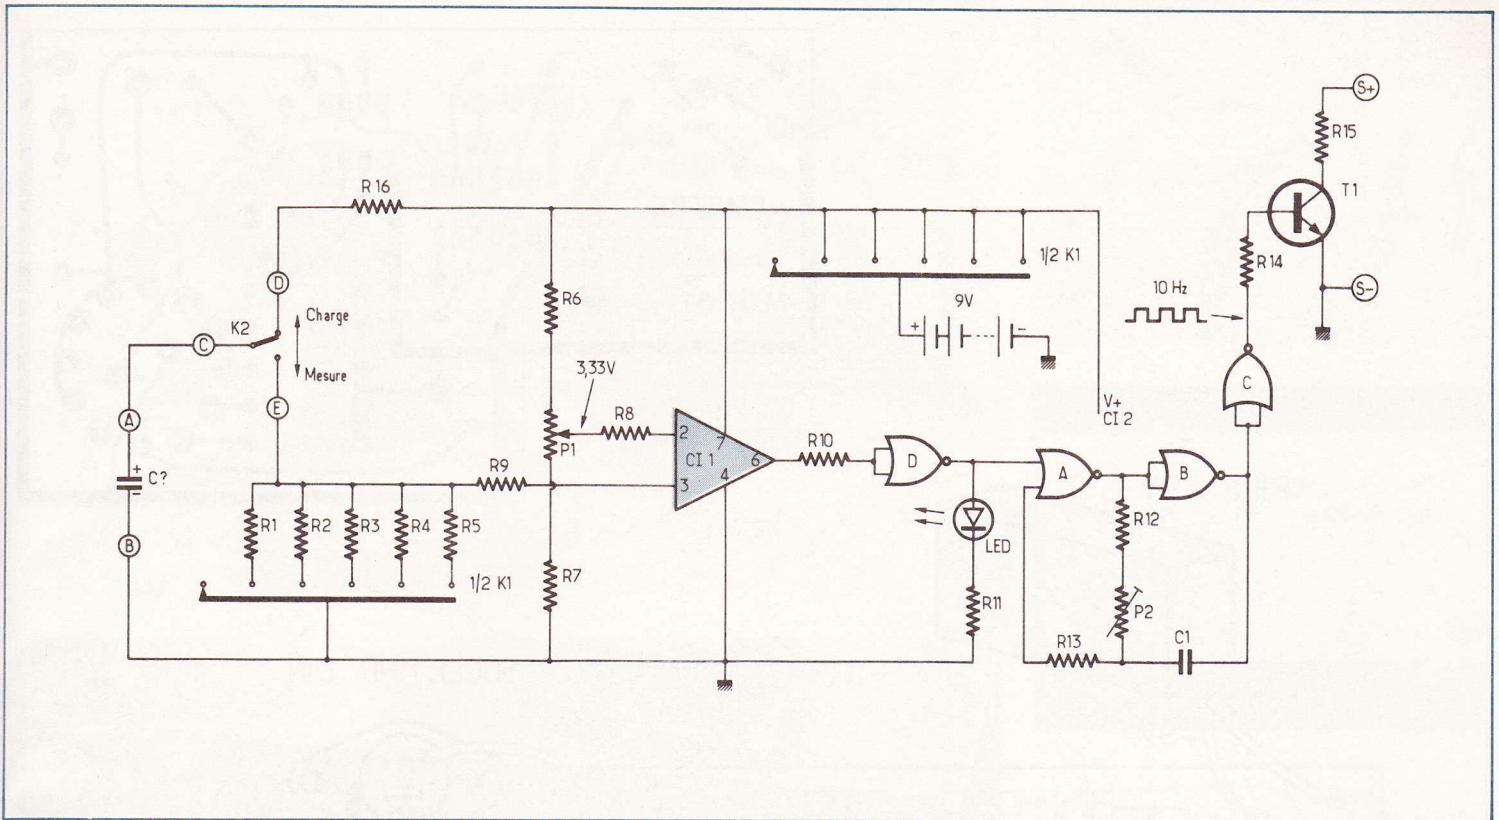 S+
R15
T1
R16
R14
S-
1/2 K1
9V
+
-
10 Hz
D
R6
K2
Charge
C
Mesure
3,33V
E
A
P1
R8
2
7
CI 1
6
4
3
R10
D
V+
CI 2
A
B
C
+
C?
-
R9
R1
R2
R3
R4
R5
LED
R12
B
1/2 K1
R7
R11
P2
R13
C1